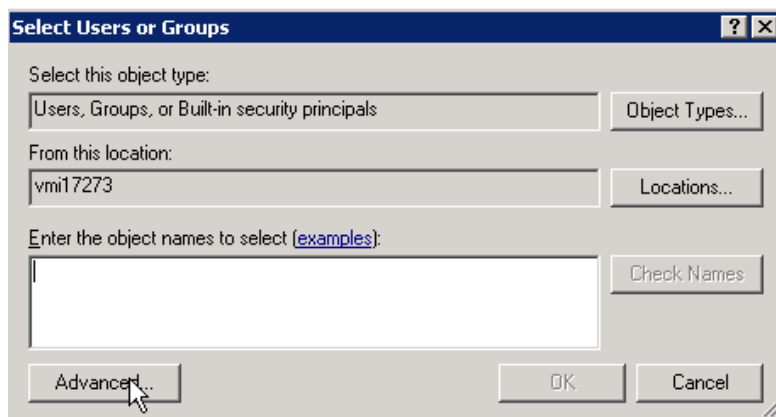 Select Users or Groups
Select this object type:
Users, Groups, or Built-in security principals
Object Types...
From this location:
vmi17273
Locations...
Enter the object names to select (examples):
Check Names
Advanced...
OK
Cancel